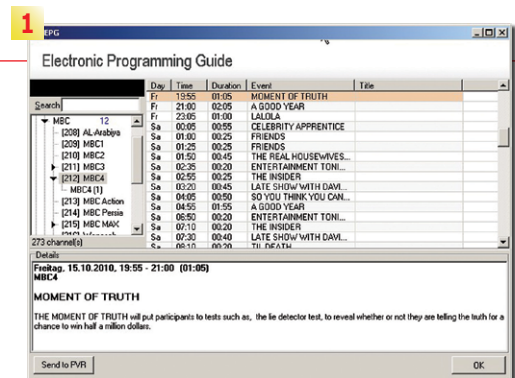 1
EPG
Electronic Programming Guide
Search
MBC 12
[208] AL-Arabiya
[209] MBC1
[210] MBC2
[211] MBC3
[212] MBC4
MBC4 [1]
[213] MBC Action
[214] MBC Persia
[215] MBC MAX
273 channel(s)
Day Time Duration Event Title
Fr 19:55 01:05 MOMENT OF TRUTH
Fr 21:00 02:05 A GOOD YEAR
Fr 23:05 01:00 LALOLA
Sa 00:05 00:55 CELEBRITY APPRENTICE
Sa 01:00 00:25 FRIENDS
Sa 01:25 00:25 FRIENDS
Sa 01:50 00:45 THE REAL HOUSEWIVES...
Sa 02:35 00:20 ENTERTAINMENT TONI...
Sa 02:55 00:25 THE INSIDER
Sa 03:20 00:45 LATE SHOW WITH DAVI...
Sa 04:05 00:50 SO YOU THINK YOU CAN...
Sa 04:55 01:55 A GOOD YEAR
Sa 06:50 00:20 ENTERTAINMENT TONI...
Sa 07:10 00:20 THE INSIDER
Sa 07:30 00:40 LATE SHOW WITH DAVI...
Sa 08:10 00:20 TIL DEATH
Details
Freitag, 15.10.2010, 19:55 - 21:00 (01:05)
MBC4
MOMENT OF TRUTH
THE MOMENT OF TRUTH will put participants to tests such as, the lie detector test, to reveal whether or not they are telling the truth for a
chance to win half a million dollars.
Send to PVR
OK